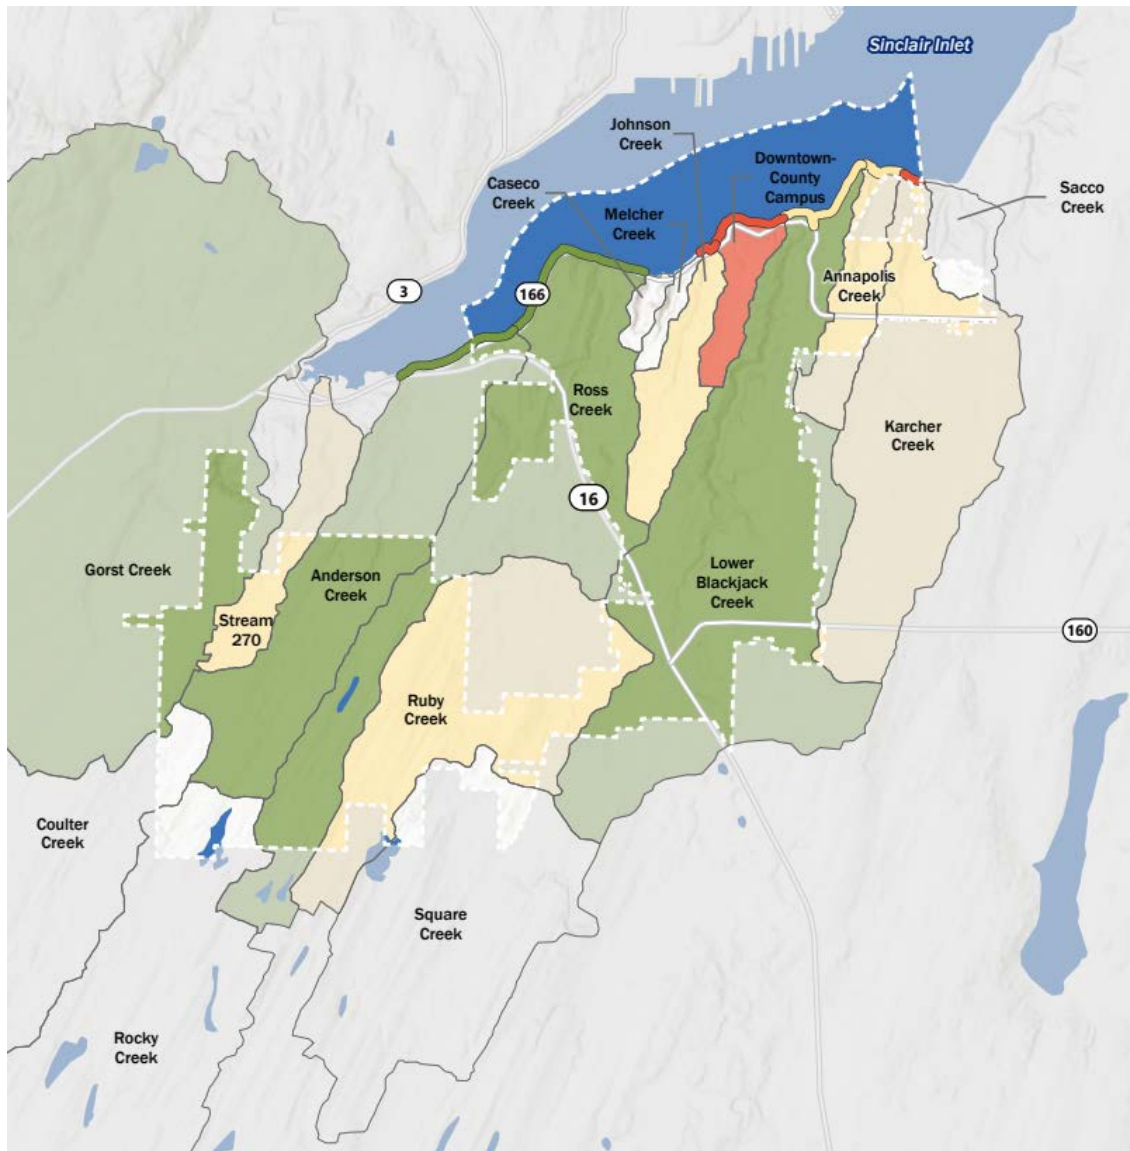 Sinclair Inlet
Johnson
Creek
Downtown-
County
Campus
Caseco
Creek
Melcher
Creek
Sacco
Creek
3
166
Annapolis
Creek
Ross
Creek
Karcher
Creek
16
Gorst Creek
Anderson
Creek
Lower
Blackjack
Creek
Stream
270
160
Ruby
Creek
Coulter
Creek
Square
Creek
Rocky
Creek